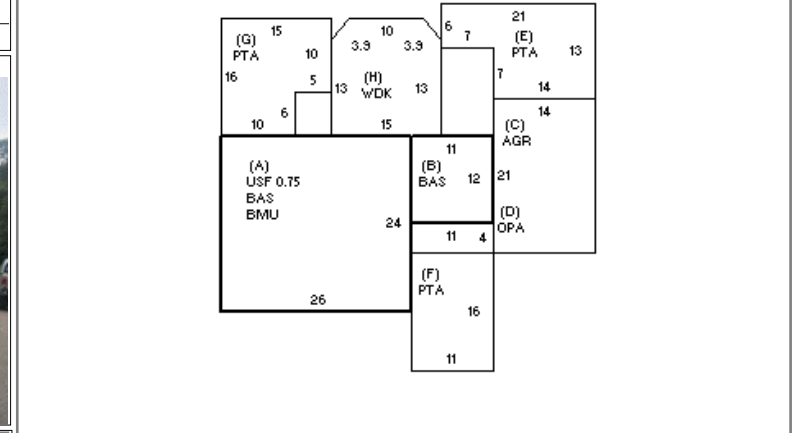 15
(G)
PTA
10
16
5
6
10
10
3.9 3.9
(H)
WDK
13 13
15
6
7
21
(E)
PTA
13
7
14
14
(C)
AGR
21
(D)
OPA
(A)
USF 0.75
BAS
BMU
24
26
11
(B)
BAS
12
11 4
(F)
PTA
16
11